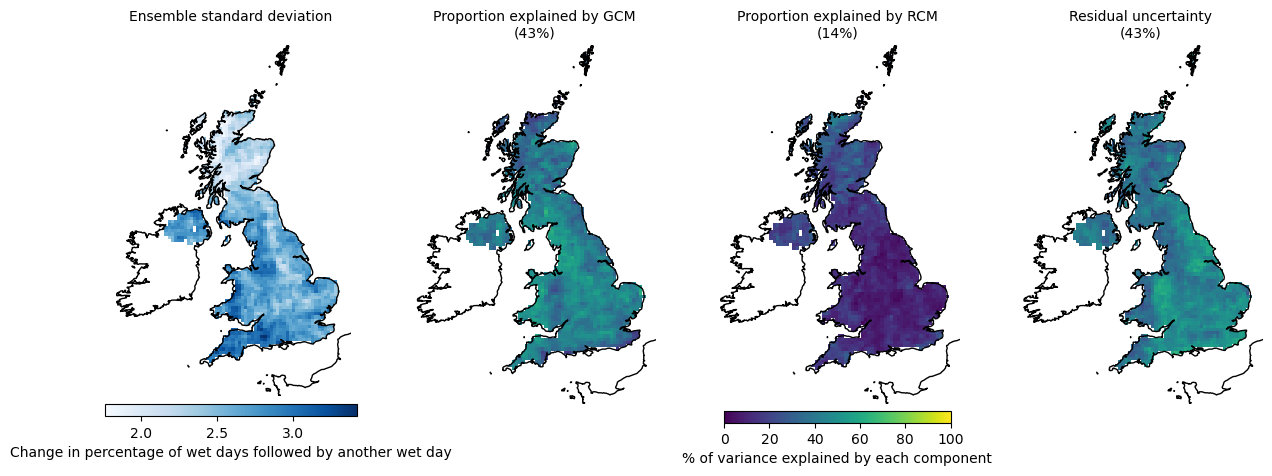 Ensemble standard deviation
Proportion explained by GCM
(43%)
Proportion explained by RCM
(14%)
Residual uncertainty
(43%)
2.0 2.5 3.0
Change in percentage of wet days followed by another wet day
0 20 40 60 80 100
% of variance explained by each component